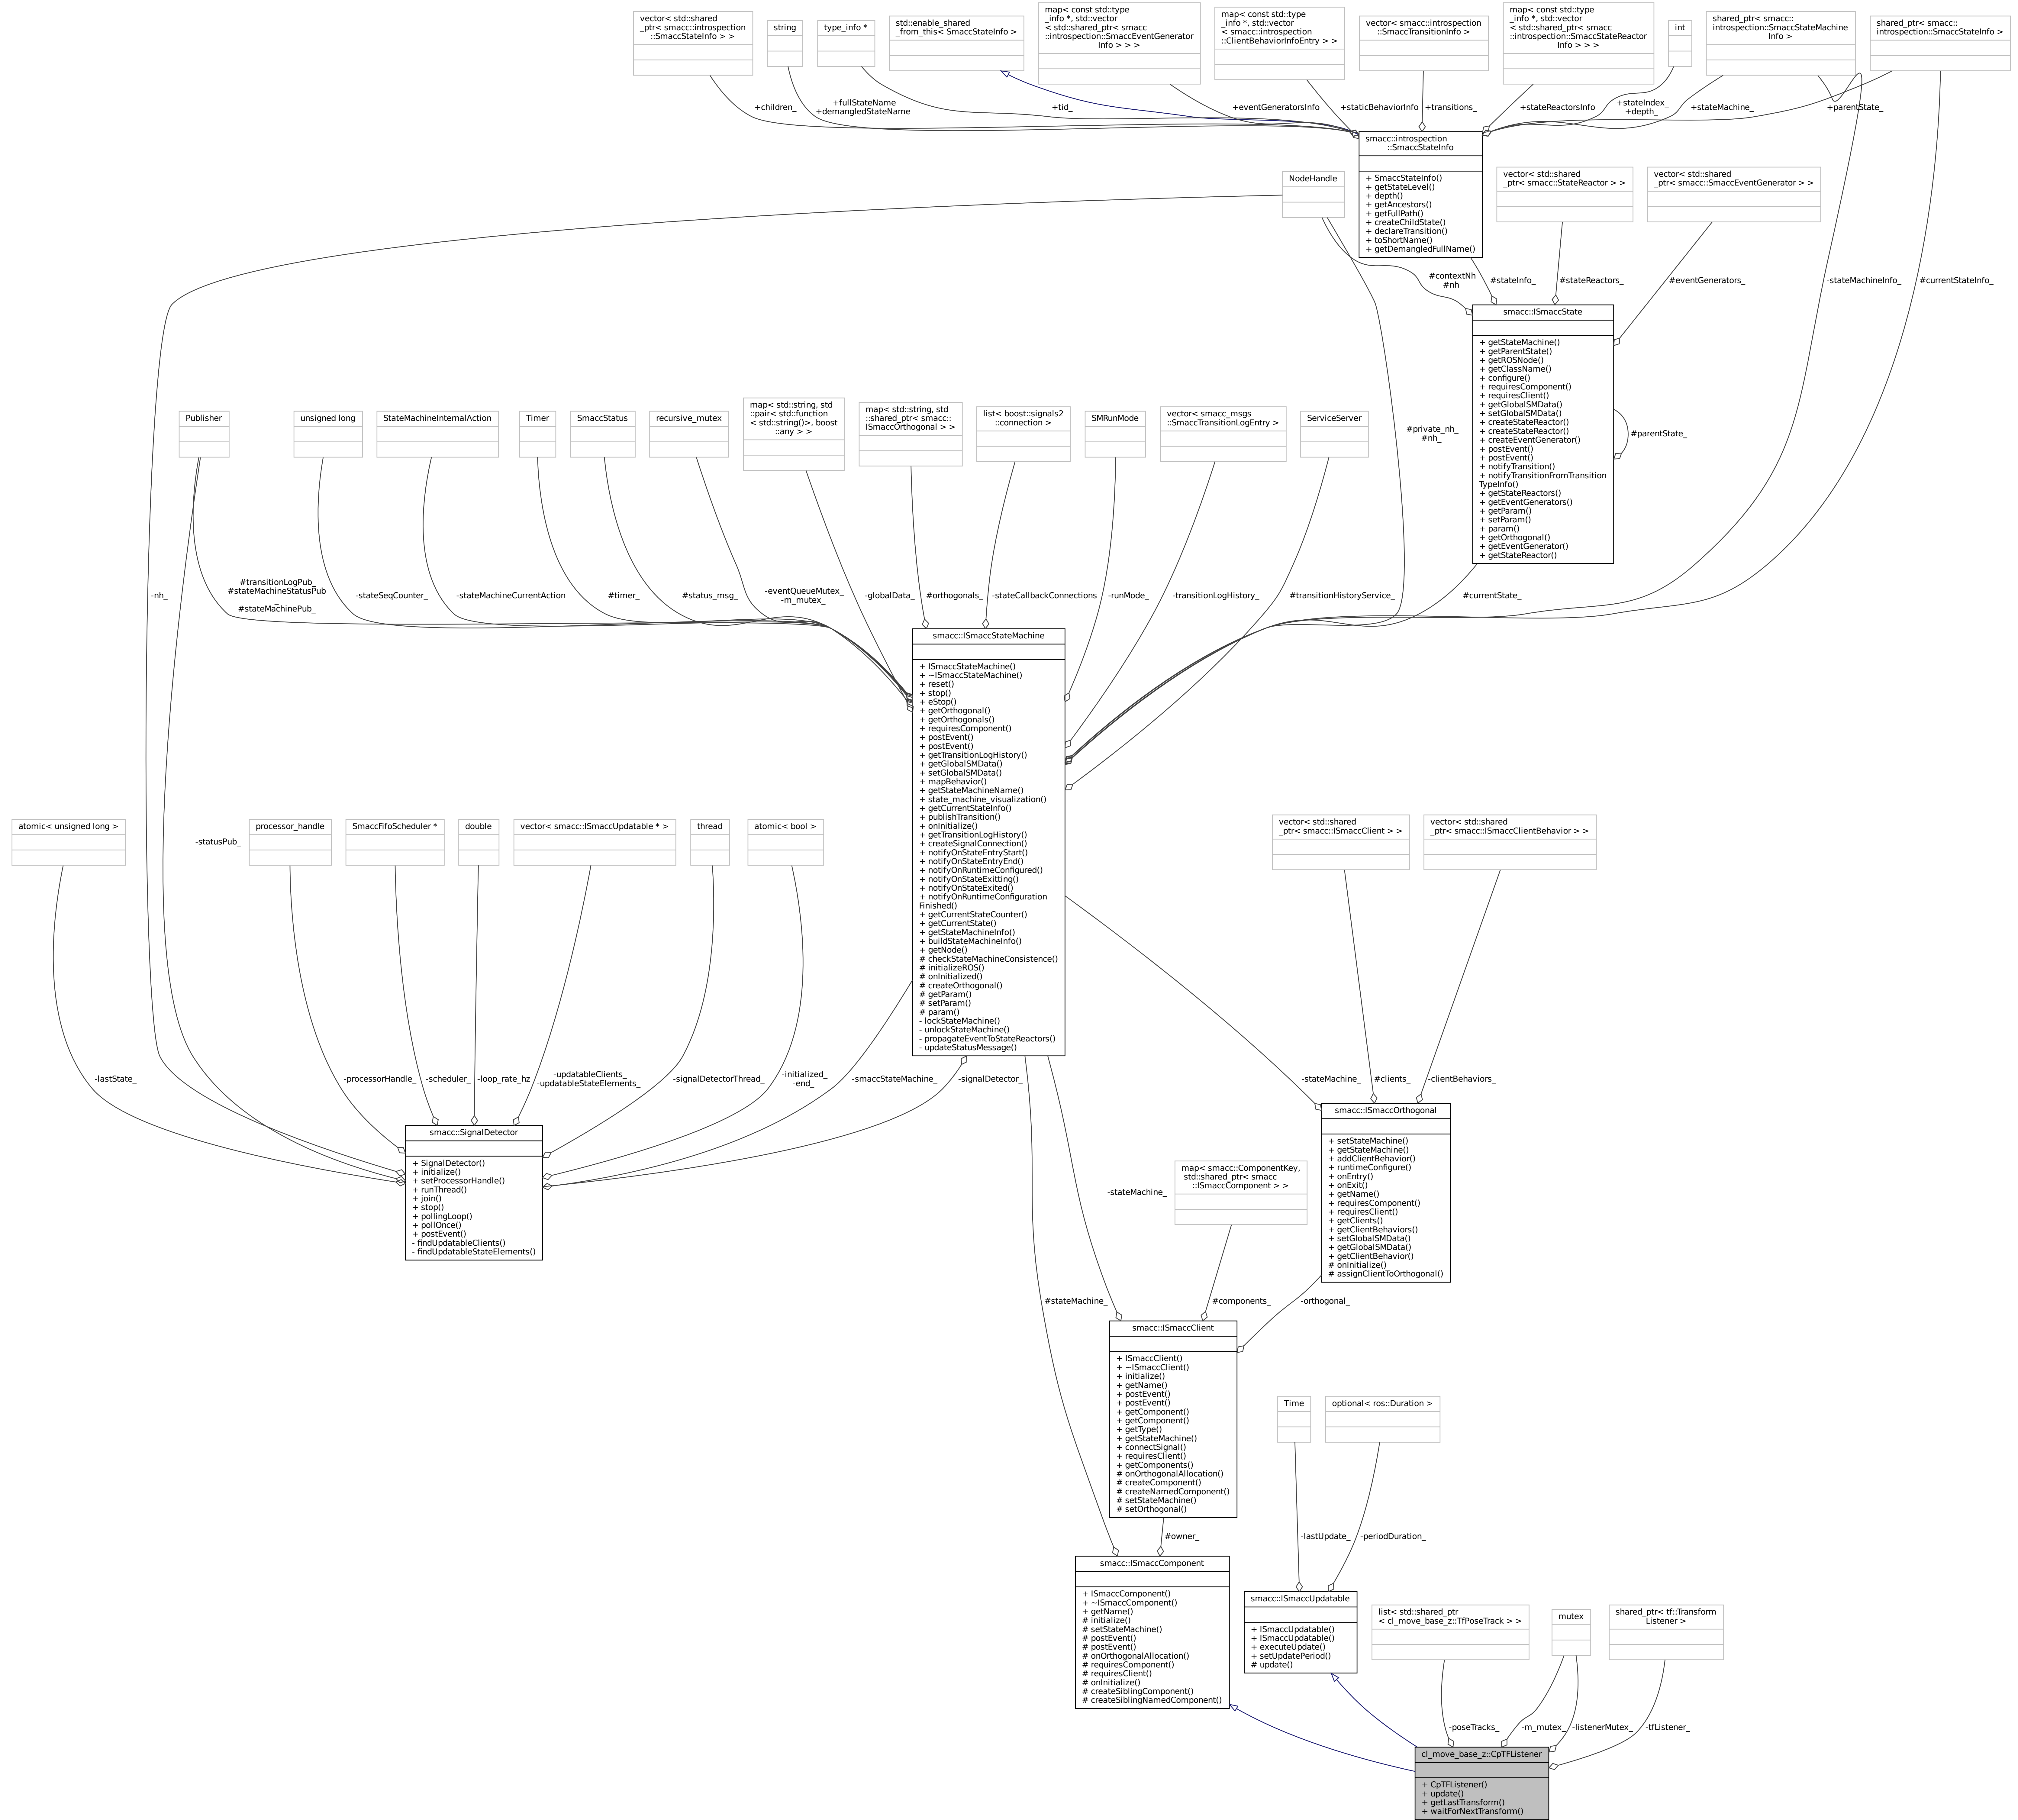 vector< std::shared
_ptr< smacc::introspection
::SmaccStateInfo > >
string
type_info *
std::enable_shared
_from_this< SmaccStateInfo >
map< const std::type
_info *, std::vector
< std::shared_ptr< smacc
::introspection::SmaccEventGenerator
Info > > >
map< const std::type
_info *, std::vector
< smacc::introspection
::ClientBehaviorInfoEntry > >
vector< smacc::introspection
::SmaccTransitionInfo >
map< const std::type
_info *, std::vector
< std::shared_ptr< smacc
::introspection::SmaccStateReactor
Info > > >
int
shared_ptr< smacc::
introspection::SmaccStateMachine
Info >
shared_ptr< smacc::
introspection::SmaccStateInfo >
+children_
+fullStateName
+demangledStateName
+tid_
+eventGeneratorsInfo
+staticBehaviorInfo
+transitions_
+stateReactorsInfo
+stateIndex_
+depth_
+stateMachine_
+parentState_
smacc::introspection
::SmaccStateInfo
+ SmaccStateInfo()
+ getStateLevel()
+ depth()
+ getAncestors()
+ getFullPath()
+ createChildState()
+ declareTransition()
+ toShortName()
+ getDemangledFullName()
NodeHandle
vector< std::shared
_ptr< smacc::StateReactor > >
vector< std::shared
_ptr< smacc::SmaccEventGenerator > >
#contextNh
#nh
#stateInfo_
#stateReactors_
#eventGenerators_
-stateMachineInfo_
#currentStateInfo_
smacc::ISmaccState
+ getStateMachine()
+ getParentState()
+ getROSNode()
+ getClassName()
+ configure()
+ requiresComponent()
+ requiresClient()
+ getGlobalSMData()
+ setGlobalSMData()
+ createStateReactor()
+ createStateReactor()
+ createEventGenerator()
+ postEvent()
+ postEvent()
+ notifyTransition()
+ notifyTransitionFromTransition
TypeInfo()
+ getStateReactors()
+ getEventGenerators()
+ getParam()
+ setParam()
+ param()
+ getOrthogonal()
+ getEventGenerator()
+ getStateReactor()
#parentState_
Publisher
unsigned long
StateMachineInternalAction
Timer
SmaccStatus
recursive_mutex
map< std::string, std
::pair< std::function
< std::string()>, boost
::any > >
map< std::string, std
::shared_ptr< smacc::
ISmaccOrthogonal > >
list< boost::signals2
::connection >
SMRunMode
vector< smacc_msgs
::SmaccTransitionLogEntry >
ServiceServer
#private_nh_
#nh_
-nh_
#transitionLogPub_
#stateMachineStatusPub
_
#stateMachinePub_
-stateSeqCounter_
-stateMachineCurrentAction
#timer_
#status_msg_
-eventQueueMutex_
-m_mutex_
-globalData_
#orthogonals_
-stateCallbackConnections
-runMode_
-transitionLogHistory_
#transitionHistoryService_
#currentState_
smacc::ISmaccStateMachine
+ ISmaccStateMachine()
+ ~ISmaccStateMachine()
+ reset()
+ stop()
+ eStop()
+ getOrthogonal()
+ getOrthogonals()
+ requiresComponent()
+ postEvent()
+ postEvent()
+ getTransitionLogHistory()
+ getGlobalSMData()
+ setGlobalSMData()
+ mapBehavior()
+ getStateMachineName()
+ state_machine_visualization()
+ getCurrentStateInfo()
+ publishTransition()
+ onInitialize()
+ getTransitionLogHistory()
+ createSignalConnection()
+ notifyOnStateEntryStart()
+ notifyOnStateEntryEnd()
+ notifyOnRuntimeConfigured()
+ notifyOnStateExitting()
+ notifyOnStateExited()
+ notifyOnRuntimeConfiguration
Finished()
+ getCurrentStateCounter()
+ getCurrentState()
+ getStateMachineInfo()
+ buildStateMachineInfo()
+ getNode()
# checkStateMachineConsistence()
# initializeROS()
# onInitialized()
# createOrthogonal()
# getParam()
# setParam()
# param()
- lockStateMachine()
- unlockStateMachine()
- propagateEventToStateReactors()
- updateStatusMessage()
atomic< unsigned long >
-statusPub_
processor_handle
SmaccFifoScheduler *
double
vector< smacc::ISmaccUpdatable * >
thread
atomic< bool >
vector< std::shared
_ptr< smacc::ISmaccClient > >
vector< std::shared
_ptr< smacc::ISmaccClientBehavior > >
-lastState_
-processorHandle_
-scheduler_
-loop_rate_hz
-updatableClients_
-updatableStateElements_
-signalDetectorThread_
-initialized_
-end_
-smaccStateMachine_
-signalDetector_
-stateMachine_
#clients_
-clientBehaviors_
smacc::SignalDetector
+ SignalDetector()
+ initialize()
+ setProcessorHandle()
+ runThread()
+ join()
+ stop()
+ pollingLoop()
+ pollOnce()
+ postEvent()
- findUpdatableClients()
- findUpdatableStateElements()
smacc::ISmaccOrthogonal
+ setStateMachine()
+ getStateMachine()
+ addClientBehavior()
+ runtimeConfigure()
+ onEntry()
+ onExit()
+ getName()
+ requiresComponent()
+ requiresClient()
+ getClients()
+ getClientBehaviors()
+ setGlobalSMData()
+ getGlobalSMData()
+ getClientBehavior()
# onInitialize()
# assignClientToOrthogonal()
-stateMachine_
map< smacc::ComponentKey,
std::shared_ptr< smacc
::ISmaccComponent > >
#stateMachine_
#components_
-orthogonal_
smacc::ISmaccClient
+ ISmaccClient()
+ ~ISmaccClient()
+ initialize()
+ getName()
+ postEvent()
+ postEvent()
+ getComponent()
+ getComponent()
+ getType()
+ getStateMachine()
+ connectSignal()
+ requiresClient()
+ getComponents()
# onOrthogonalAllocation()
# createComponent()
# createNamedComponent()
# setStateMachine()
# setOrthogonal()
Time
optional< ros::Duration >
#owner_
-lastUpdate_
-periodDuration_
smacc::ISmaccComponent
+ ISmaccComponent()
+ ~ISmaccComponent()
+ getName()
# initialize()
# setStateMachine()
# postEvent()
# postEvent()
# onOrthogonalAllocation()
# requiresComponent()
# requiresClient()
# onInitialize()
# createSiblingComponent()
# createSiblingNamedComponent()
smacc::ISmaccUpdatable
+ ISmaccUpdatable()
+ ISmaccUpdatable()
+ executeUpdate()
+ setUpdatePeriod()
# update()
list< std::shared_ptr
< cl_move_base_z::TfPoseTrack > >
mutex
shared_ptr< tf::Transform
Listener >
-poseTracks_
-m_mutex_
-listenerMutex_
-tfListener_
cl_move_base_z::CpTFListener
+ CpTFListener()
+ update()
+ getLastTransform()
+ waitForNextTransform()